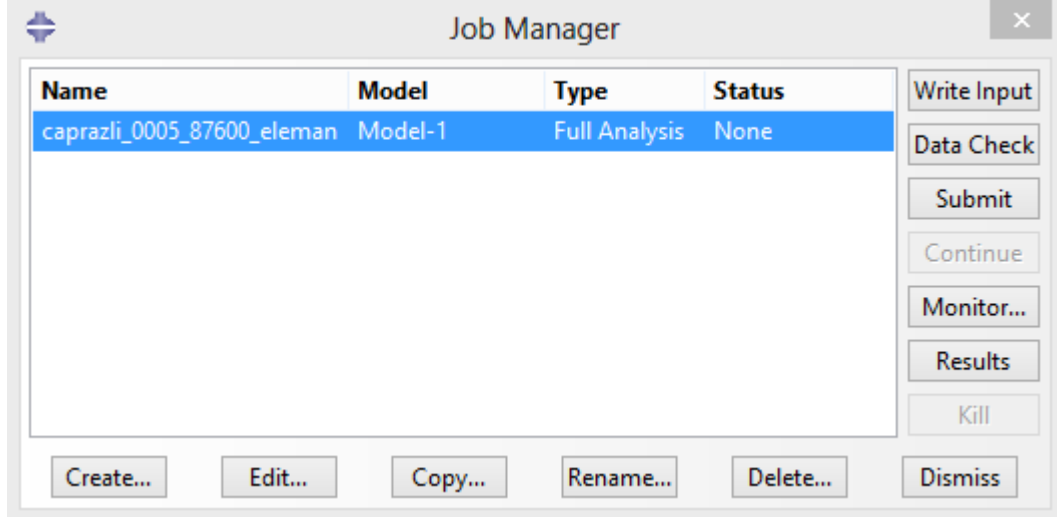 Job Manager
Name Model Type Status Write Input
caprazli_0005_87600_eleman Model-1 Full Analysis None
Data Check
Submit
Continue
Monitor...
Results
Kill
Create... Edit... Copy... Rename... Delete... Dismiss